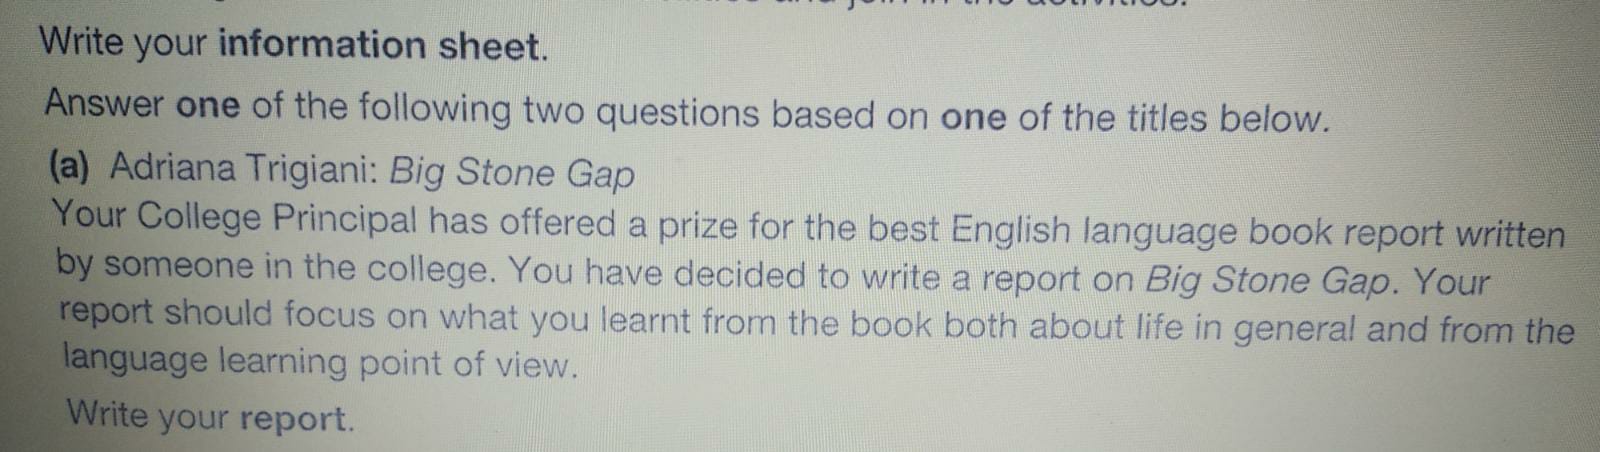 Write your information sheet.
Answer one of the following two questions based on one of the titles below.
(a) Adriana Trigiani: Big Stone Gap
Your College Principal has offered a prize for the best English language book report written
by someone in the college. You have decided to write a report on Big Stone Gap. Your
report should focus on what you learnt from the book both about life in general and from the
language learning point of view.
Write your report.